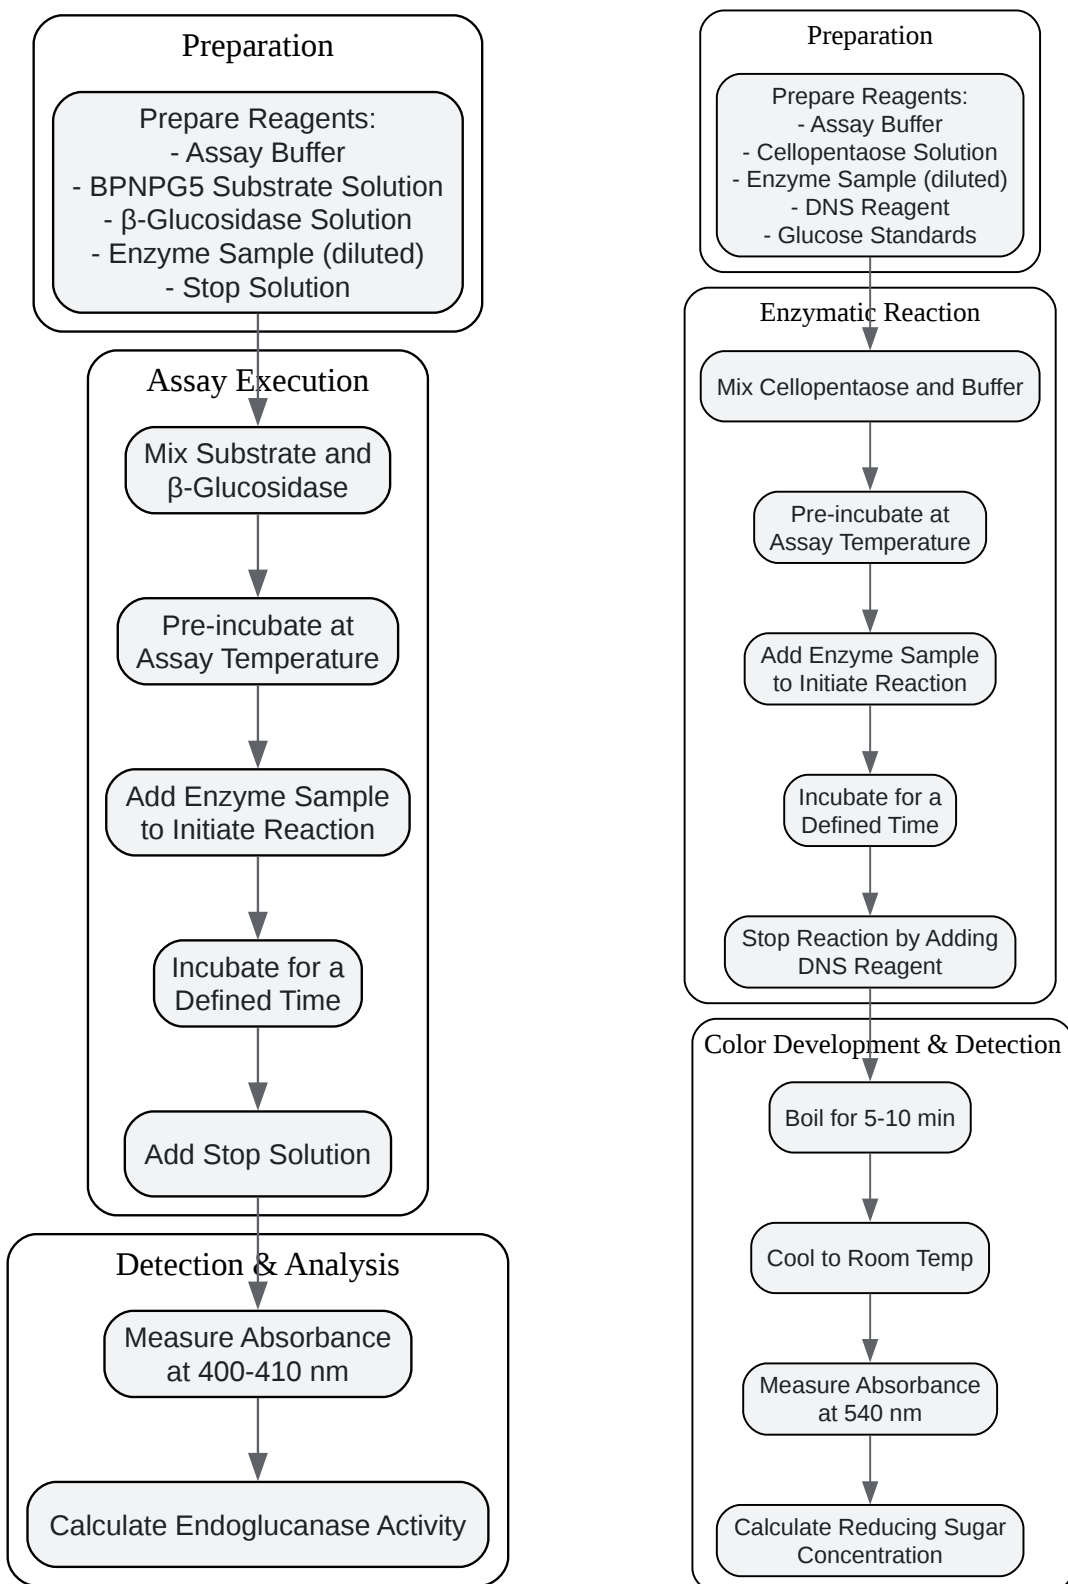 Preparation
Prepare Reagents:
- Assay Buffer
- BPNPG5 Substrate Solution
- β-Glucosidase Solution
- Enzyme Sample (diluted)
- Stop Solution
Assay Execution
Mix Substrate and
β-Glucosidase
Pre-incubate at
Assay Temperature
Add Enzyme Sample
to Initiate Reaction
Incubate for a
Defined Time
Add Stop Solution
Detection & Analysis
Measure Absorbance
at 400-410 nm
Calculate Endoglucanase Activity
Preparation
Prepare Reagents:
- Assay Buffer
- Cellopentaose Solution
- Enzyme Sample (diluted)
- DNS Reagent
- Glucose Standards
Enzymatic Reaction
Mix Cellopentaose and Buffer
Pre-incubate at
Assay Temperature
Add Enzyme Sample
to Initiate Reaction
Incubate for a
Defined Time
Stop Reaction by Adding
DNS Reagent
Color Development & Detection
Boil for 5-10 min
Cool to Room Temp
Measure Absorbance
at 540 nm
Calculate Reducing Sugar
Concentration